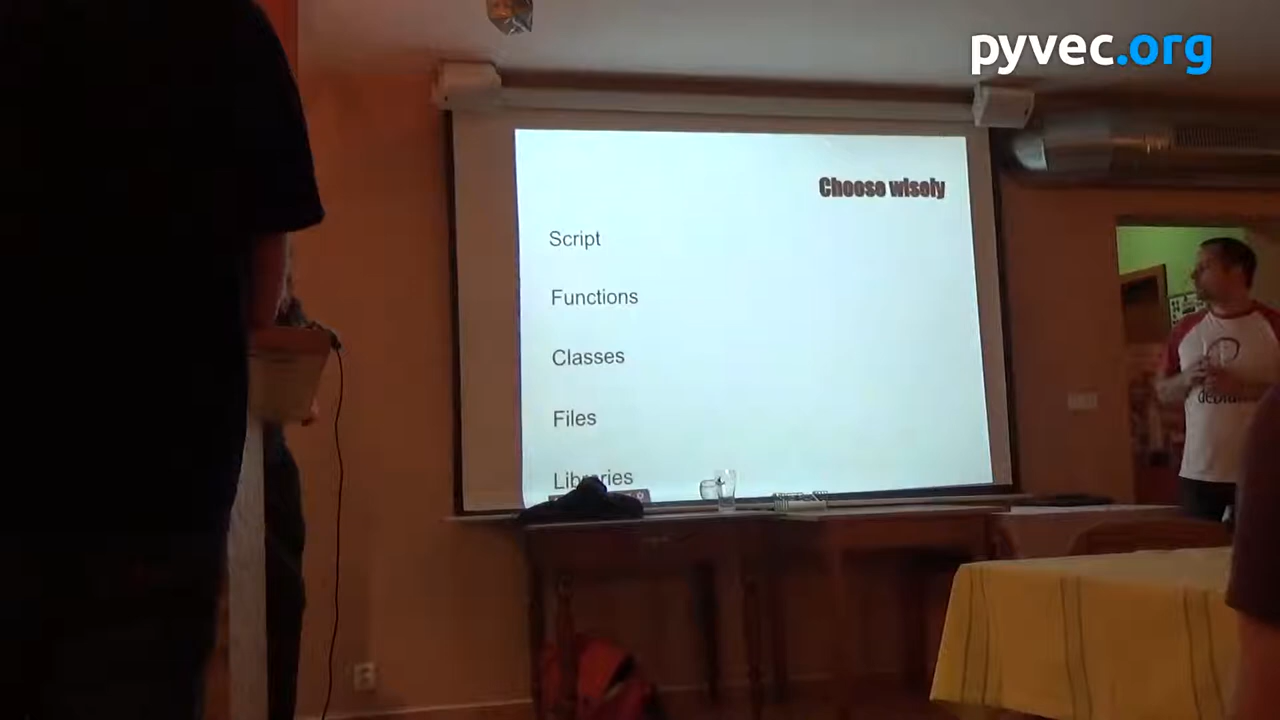 pyvec.org
Choose wisely
Script
Functions
Classes
Files
Libraries